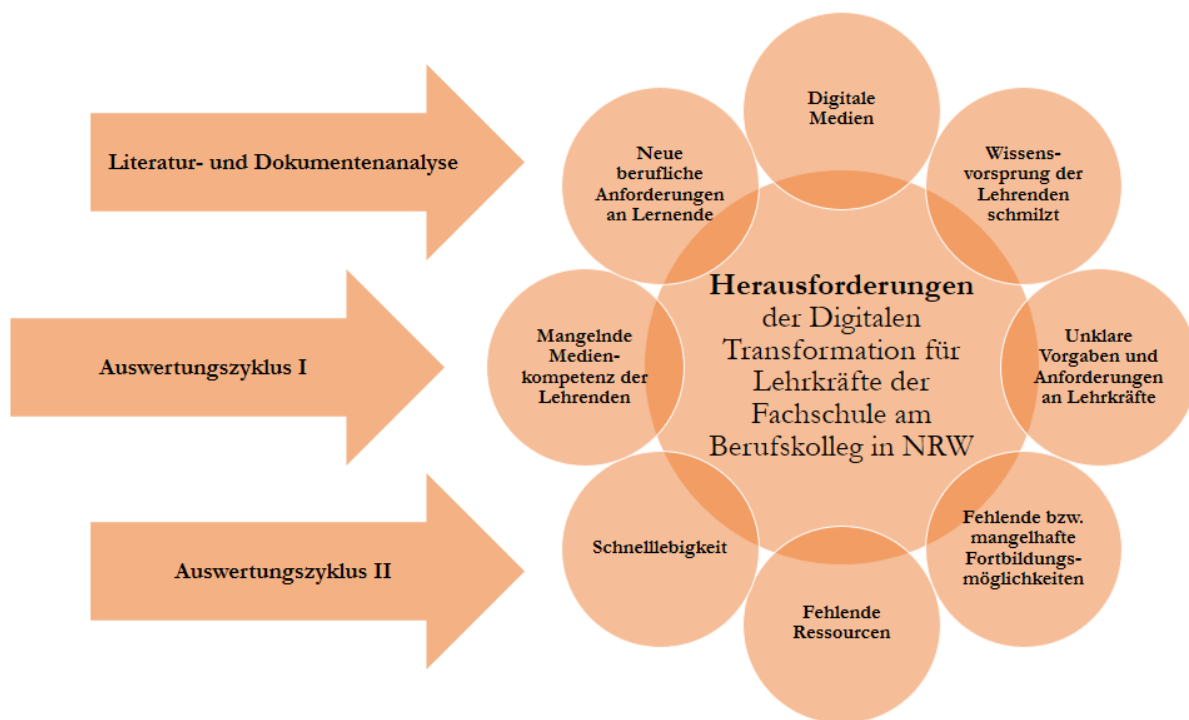 Literatur- und Dokumentenanalyse
Auswertungszyklus I
Auswertungszyklus II
Digitale
Medien
Wissens-
vorsprung der
Lehrenden
schmilzt
Unklare
Vorgaben und
Anforderungen
an Lehrkräfte
Fehlende bzw.
mangelhafte
Fortbildungs-
möglichkeiten
Fehlende
Ressourcen
Schnelllebigkeit
Mangelnde
Medien-
kompetenz der
Lehrenden
Neue
berufliche
Anforderungen
an Lernende
Herausforderungen
der Digitalen
Transformation für
Lehrkräfte der
Fachschule am
Berufskolleg in NRW